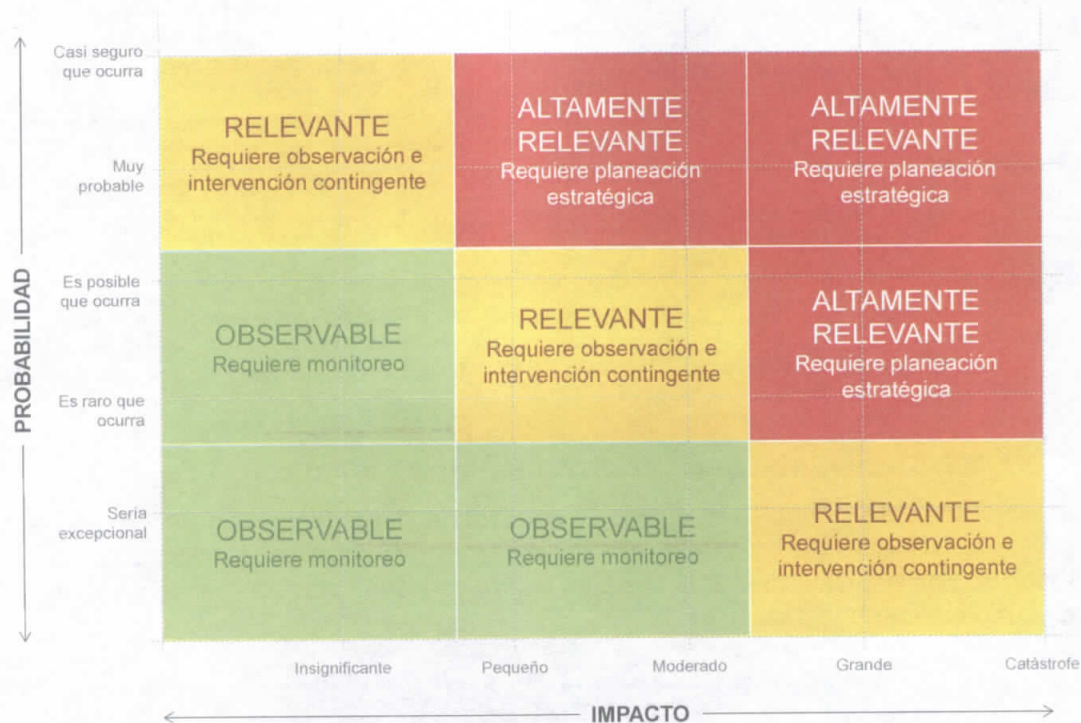 PROBABILIDAD
Casi seguro
que ocurra
Muy
probable
Es posible
que ocurra
Es raro que
ocurra
Sería
excepcional
RELEVANTE
Requiere observación e
intervención contingente
ALTAMENTE
RELEVANTE
Requiere planeación
estratégica
ALTAMENTE
RELEVANTE
Requiere planeación
estratégica
OBSERVABLE
Requiere monitoreo
RELEVANTE
Requiere observación e
intervención contingente
ALTAMENTE
RELEVANTE
Requiere planeación
estratégica
OBSERVABLE
Requiere monitoreo
OBSERVABLE
Requiere monitoreo
RELEVANTE
Requiere observación e
intervención contingente
Insignificante
Pequeño
Moderado
Grande
Catástrofe
IMPACTO